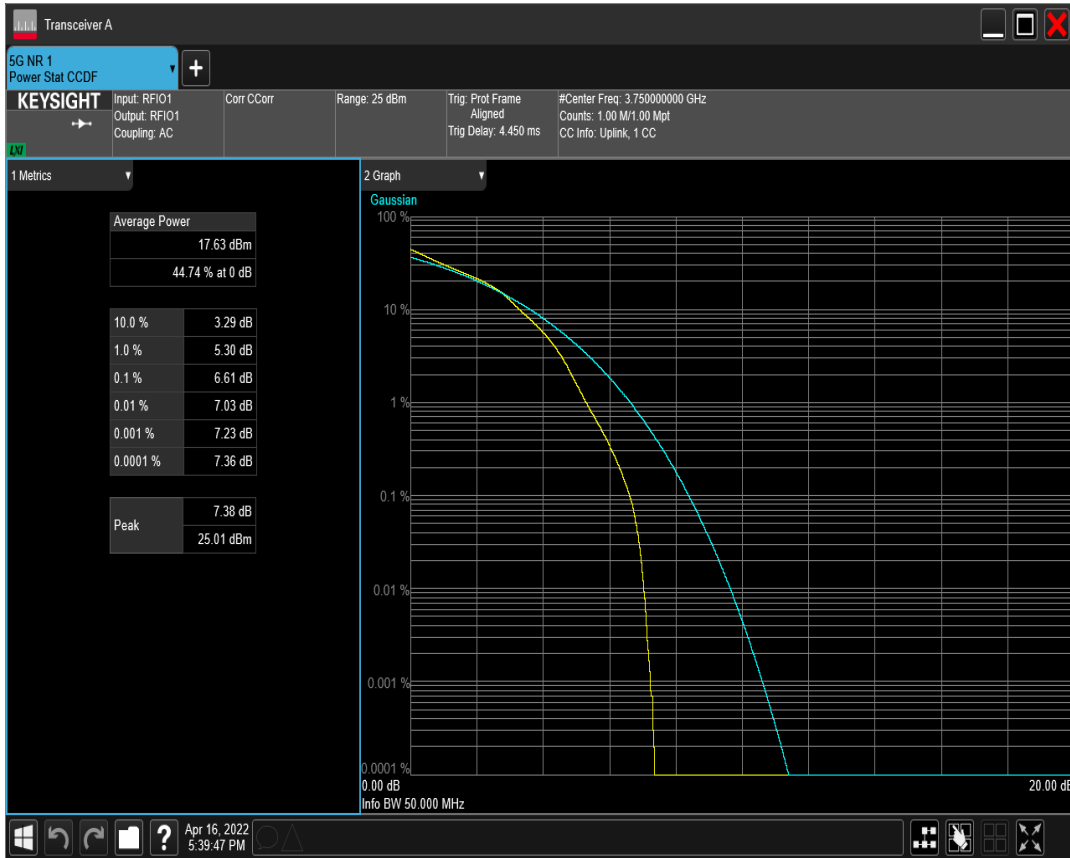 Transceiver A
5G NR 1
Power Stat CCDF
KEYSIGHT
LXI
Input: RFIO1
Output: RFIO1
Coupling: AC
Corr CCorr
Range: 25 dBm
Trig: Prot Frame
Aligned
Trig Delay: 4.450 ms
#Center Freq: 3.750000000 GHz
Counts: 1.00 M/1.00 Mpt
CC Info: Uplink, 1 CC
1 Metrics
Average Power
17.63 dBm
44.74 % at 0 dB
10.0 % 3.29 dB
1.0 % 5.30 dB
0.1 % 6.61 dB
0.01 % 7.03 dB
0.001 % 7.23 dB
0.0001 % 7.36 dB
Peak
7.38 dB
25.01 dBm
2 Graph
Gaussian
100 %
10 %
1 %
0.1 %
0.01 %
0.001 %
0.0001 %
0.00 dB 20.00 dB
Info BW 50.000 MHz
Apr 16, 2022
5:39:47 PM